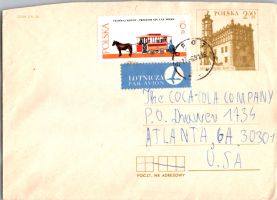 POLSKA
POLSKA 2,50
LOTNICZA
PAR AVION
The COCA-COLA COMPANY
P.O. Drawer 1734
ATLANTA GA 30301
USA
POCZT. NR ADRESOWY